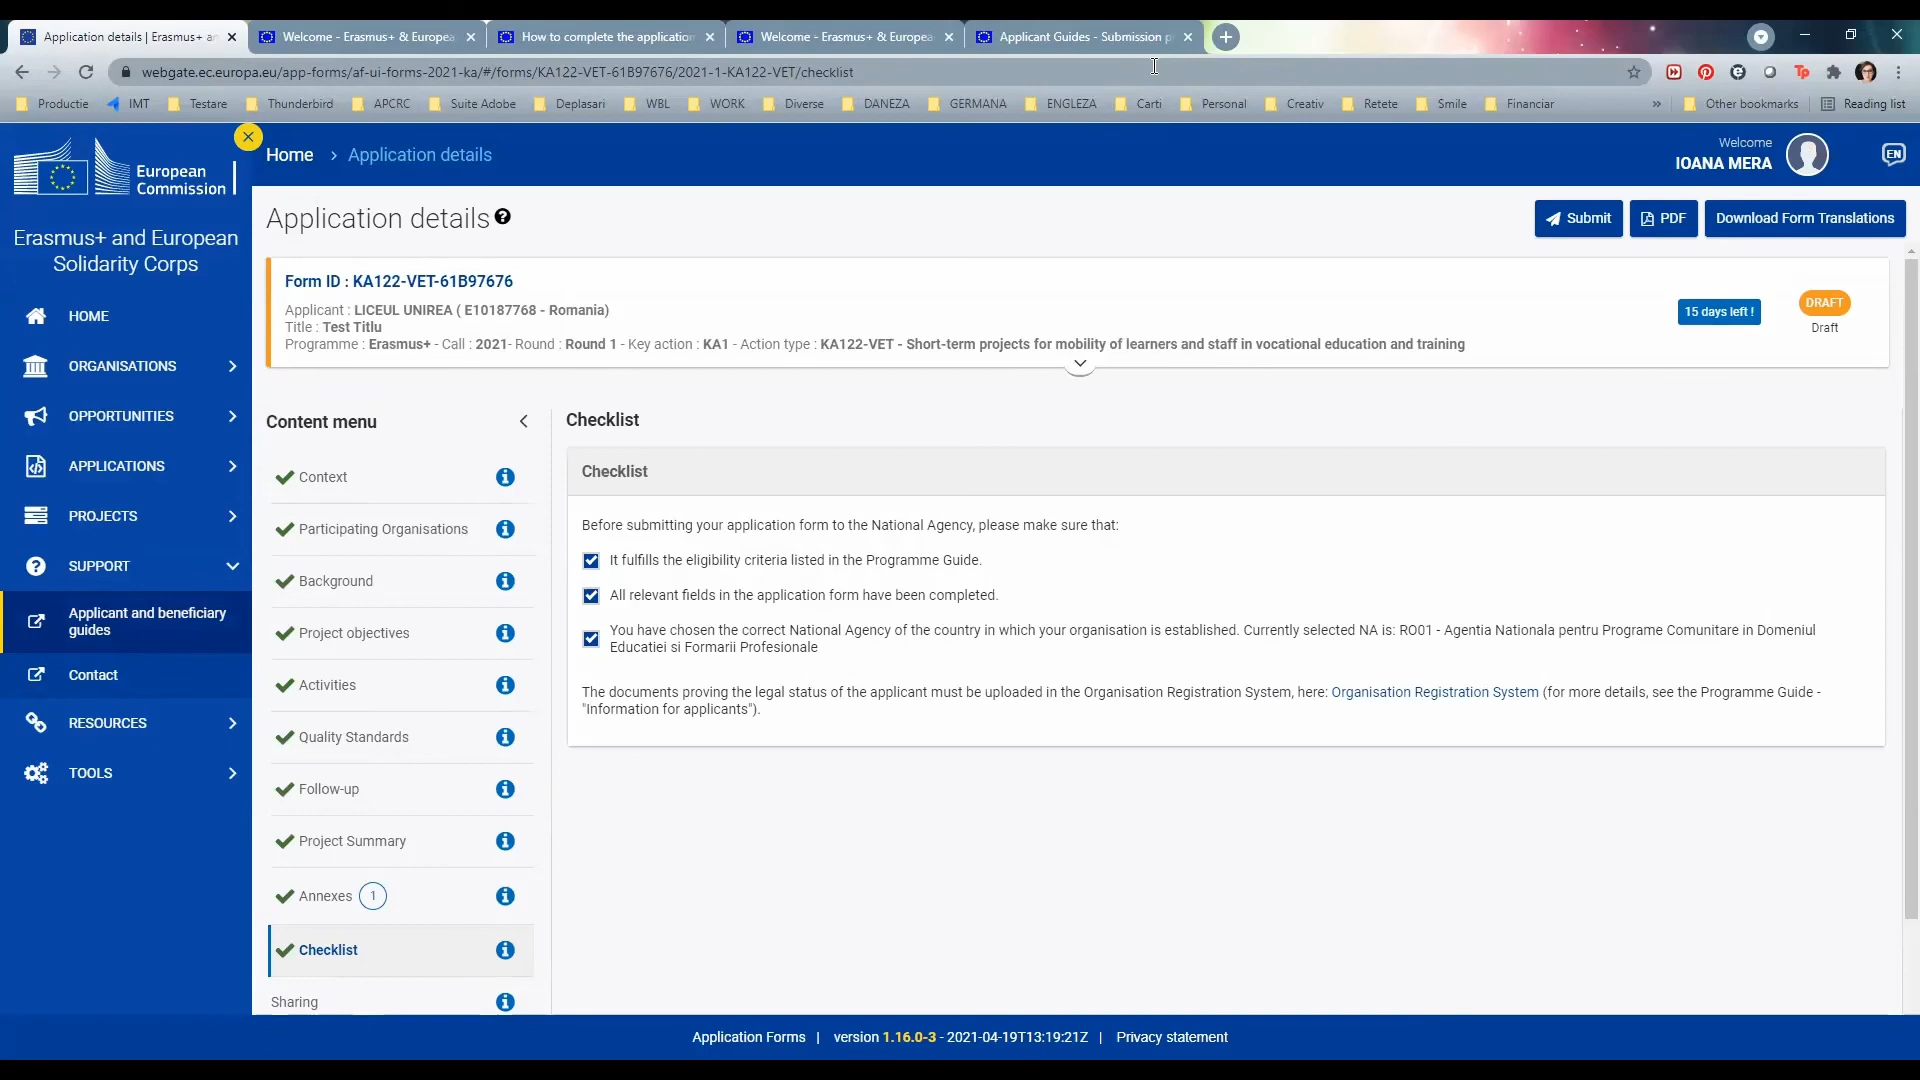 Application details | Erasmus+ an
Welcome - Erasmus+ & Europea
How to complete the application
Welcome - Erasmus+ & Europea
Applicant Guides - Submission p
webgate.ec.europa.eu/app-forms/af-ui-forms-2021-ka/#/forms/KA122-VET-61B97676/2021-1-KA122-VET/checklist
Productie
IMT
Testare
Thunderbird
APCRC
Suite Adobe
Deplasari
WBL
WORK
Diverse
DANEZA
GERMANA
ENGLEZA
Carti
Personal
Creativ
Retete
Smile
Financiar
»
Other bookmarks
Reading list
European
Commission
Home > Application details
Welcome
IOANA MERA
EN
Erasmus+ and European
Solidarity Corps
HOME
ORGANISATIONS
OPPORTUNITIES
APPLICATIONS
PROJECTS
SUPPORT
Applicant and beneficiary
guides
Contact
RESOURCES
TOOLS
Application details
Submit
PDF
Download Form Translations
Form ID : KA122-VET-61B97676
Applicant : LICEUL UNIREA ( E10187768 - Romania)
Title : Test Titlu
Programme : Erasmus+ - Call : 2021- Round : Round 1 - Key action : KA1 - Action type : KA122-VET - Short-term projects for mobility of learners and staff in vocational education and training
15 days left !
DRAFT
Draft
Content menu
Context
Participating Organisations
Background
Project objectives
Activities
Quality Standards
Follow-up
Project Summary
Annexes 1
Checklist
Sharing
Checklist
Checklist
Before submitting your application form to the National Agency, please make sure that:
It fulfills the eligibility criteria listed in the Programme Guide.
All relevant fields in the application form have been completed.
You have chosen the correct National Agency of the country in which your organisation is established. Currently selected NA is: RO01 - Agentia Nationala pentru Programe Comunitare in Domeniul
Educatiei si Formarii Profesionale
The documents proving the legal status of the applicant must be uploaded in the Organisation Registration System, here: Organisation Registration System (for more details, see the Programme Guide -
"Information for applicants").
Application Forms | version 1.16.0-3 - 2021-04-19T13:19:21Z | Privacy statement